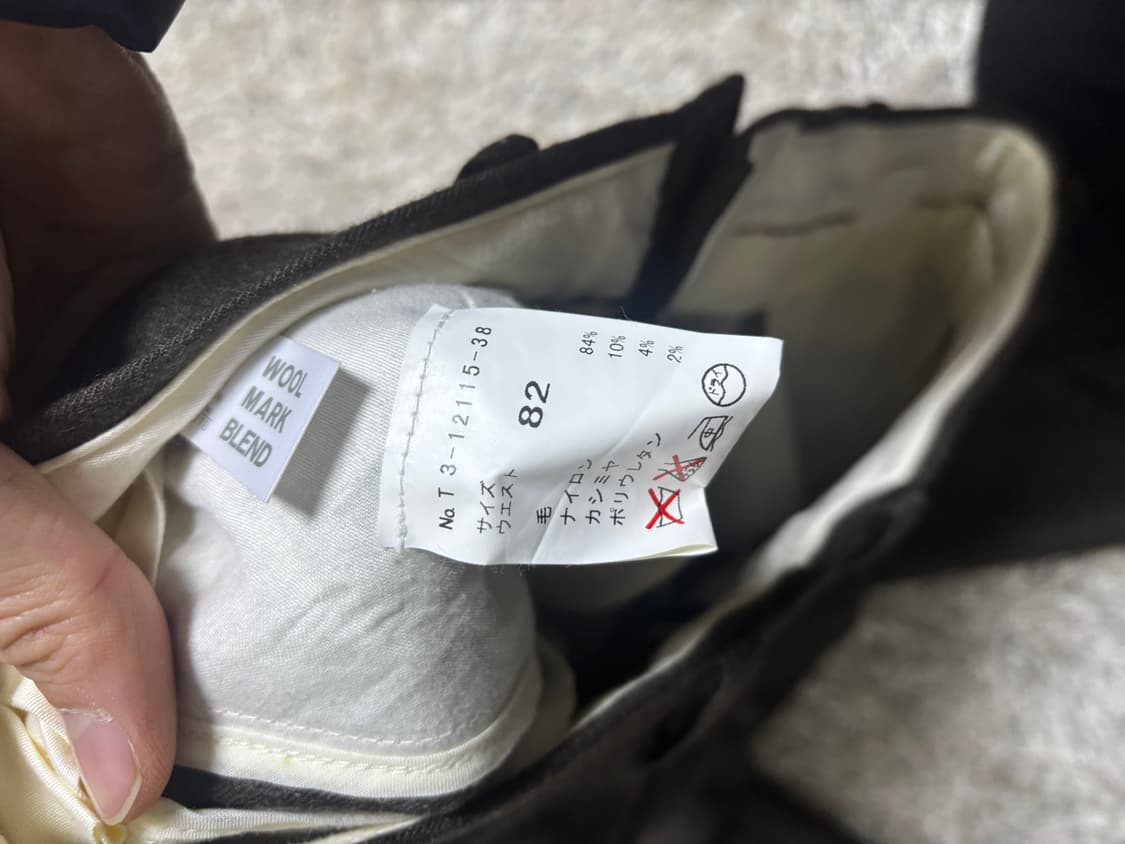 WOOL
MARK
BLEND
No.T 3-12115-38
サイズ
ウエスト 82
毛 84%
ナイロン 10%
カシミヤ 4%
ポリウレタン 2%
ドライ
中